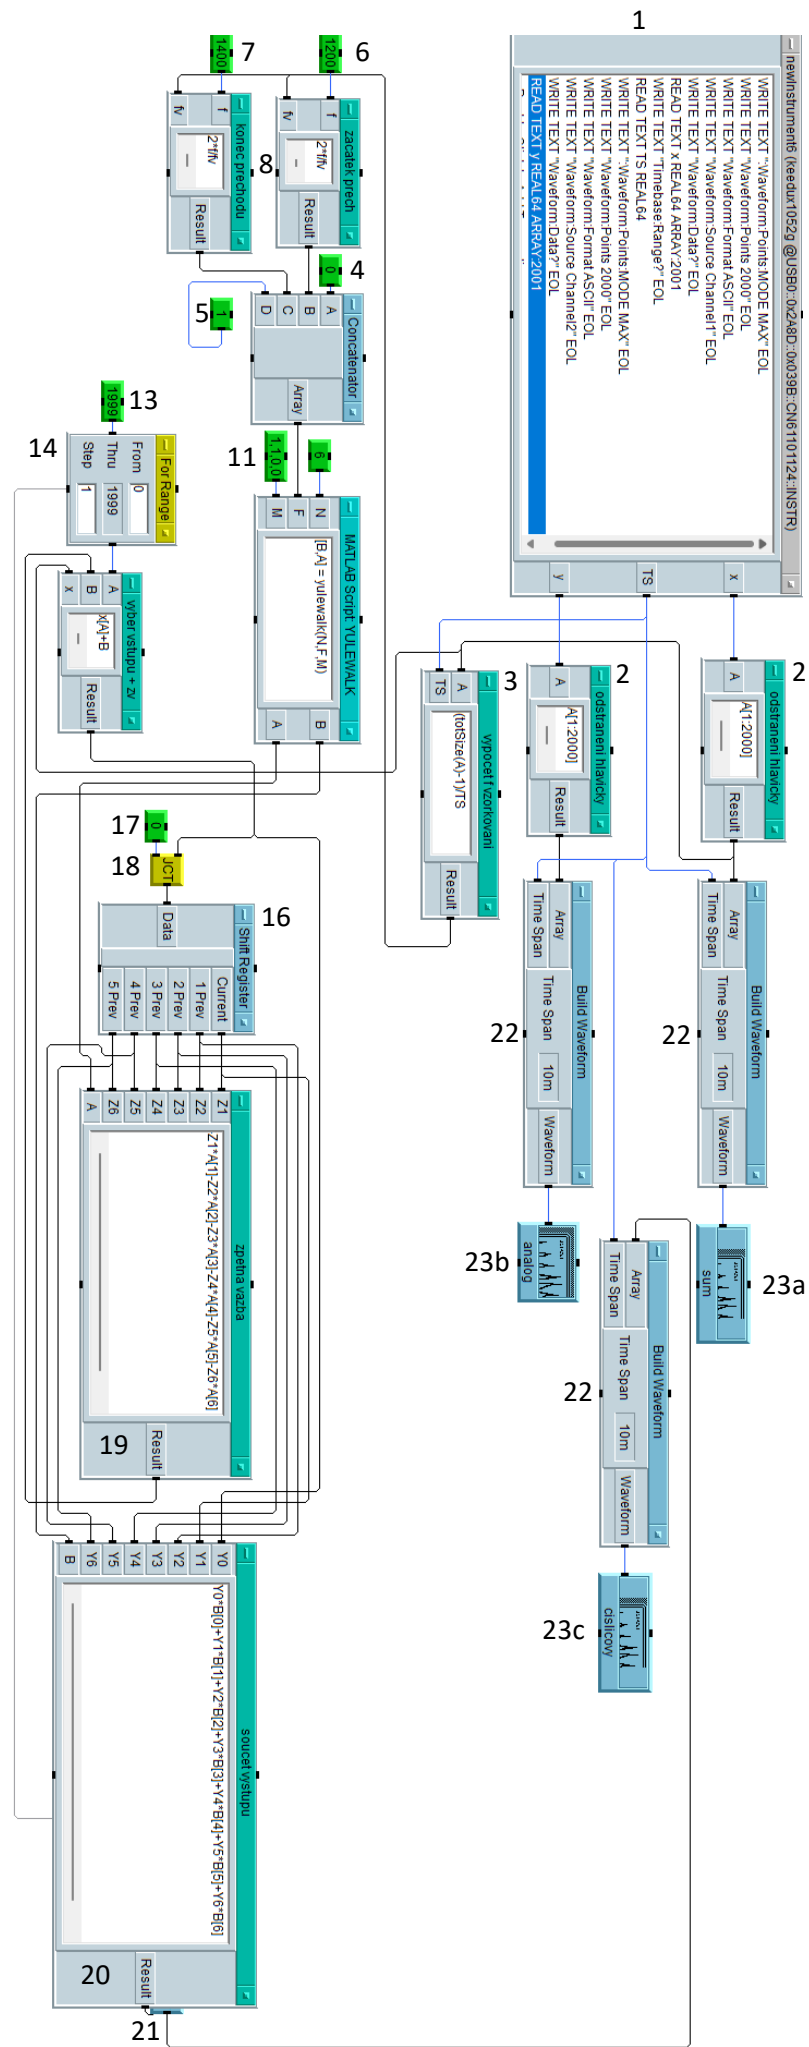 1
newInstrument6 (keedux1052g @USB0::0x2A8D::0x039B::CN61101124::INSTR)
WRITE TEXT ":Waveform:Points:MODE MAX" EOL
WRITE TEXT "Waveform:Points 2000" EOL
WRITE TEXT "Waveform:Format ASCII" EOL
WRITE TEXT "Waveform:Source Channel1" EOL
WRITE TEXT "Waveform:Data?" EOL
READ TEXT x REAL64 ARRAY:2001
WRITE TEXT "Timebase:Range?" EOL
READ TEXT TS REAL64
WRITE TEXT ":Waveform:Points:MODE MAX" EOL
WRITE TEXT "Waveform:Points 2000" EOL
WRITE TEXT "Waveform:Format ASCII" EOL
WRITE TEXT "Waveform:Source Channel2" EOL
WRITE TEXT "Waveform:Data?" EOL
READ TEXT y REAL64 ARRAY:2001
x
TS
y
2
odstraneni hlavicky
A
A[1:2000]
Result
2
odstraneni hlavicky
A
A[1:2000]
Result
3
vypocet f vzorkovani
A
TS
(totSize(A)-1)/TS
Result
22
Build Waveform
Array
Time Span
Time Span
10m
Waveform
22
Build Waveform
Array
Time Span
Time Span
10m
Waveform
22
Build Waveform
Array
Time Span
Time Span
10m
Waveform
23a
sum
23b
analog
23c
cislicovy
6
1200
7
1400
8
zacatek prech
f
fv
2*f/fv
Result
konec prechodu
f
fv
2*f/fv
Result
4
0
5
1
Concatenator
A
B
C
D
Array
6
11
1,1,0,0
MATLAB Script: YULEWALK
N
F
M
[B,A] = yulewalk(N,F,M)
B
A
13
1999
14
For Range
From
0
Thru
1999
Step
1
vyber vstupu + zv
A
B
x
x[A]+B
Result
17
0
18
JCT
16
Shift Register
Data
Current
1 Prev
2 Prev
3 Prev
4 Prev
5 Prev
zpetna vazba
Z1
Z2
Z3
Z4
Z5
Z6
A
Z1*A[1]-Z2*A[2]-Z3*A[3]-Z4*A[4]-Z5*A[5]-Z6*A[6]
Result
19
soucet vystupu
Y0
Y1
Y2
Y3
Y4
Y5
Y6
B
Y0*B[0]+Y1*B[1]+Y2*B[2]+Y3*B[3]+Y4*B[4]+Y5*B[5]+Y6*B[6]
Result
20
21